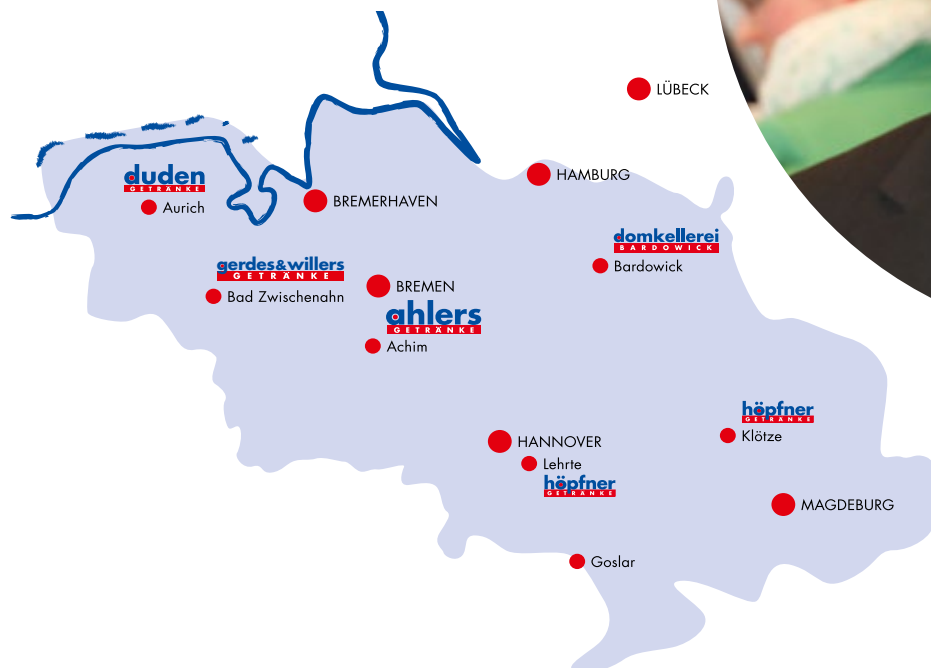 LÜBECK
duden
GETRÄNKE
Aurich
HAMBURG
BREMERHAVEN
domkellerei
BARDOWICK
Bardowick
gerdes&willers
GETRÄNKE
Bad Zwischenahn
BREMEN
ahlers
GETRÄNKE
Achim
höpfner
GETRÄNKE
Klötze
HANNOVER
Lehrte
höpfner
GETRÄNKE
MAGDEBURG
Goslar